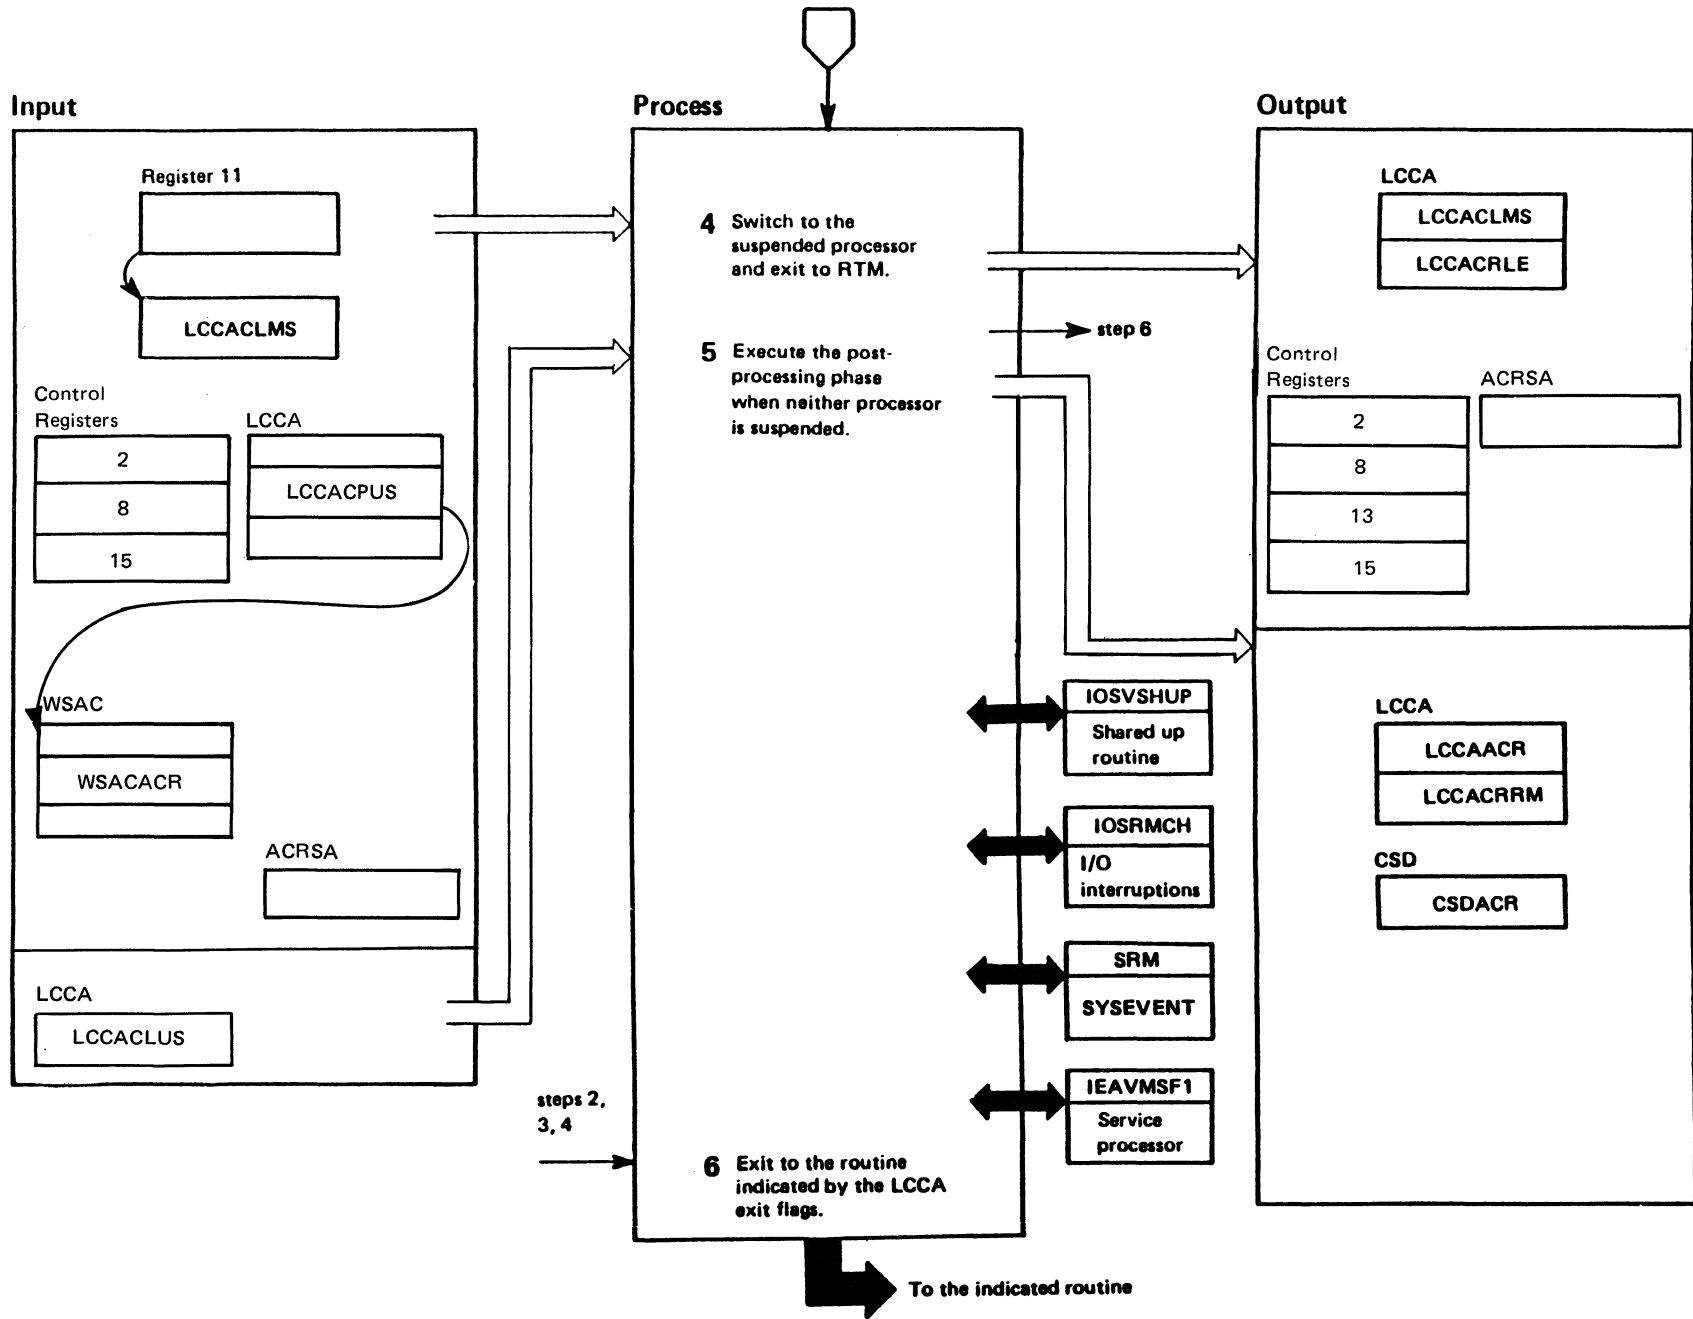 Input
Register 11
LCCACLMS
Control
Registers
2
8
15
LCCA
LCCACPUS
WSAC
WSACACR
ACRSA
LCCA
LCCACLUS
Process
4 Switch to the
suspended processor
and exit to RTM.
step 6
5 Execute the post-
processing phase
when neither processor
is suspended.
IOSVSHUP
Shared up
routine
IOSRMCH
I/O
interruptions
SRM
SYSEVENT
IEAVMSF1
Service
processor
steps 2,
3, 4
6 Exit to the routine
indicated by the LCCA
exit flags.
To the indicated routine
Output
LCCA
LCCACLMS
LCCACRLE
Control
Registers
2
8
13
15
ACRSA
LCCA
LCCAACR
LCCACRRM
CSD
CSDACR